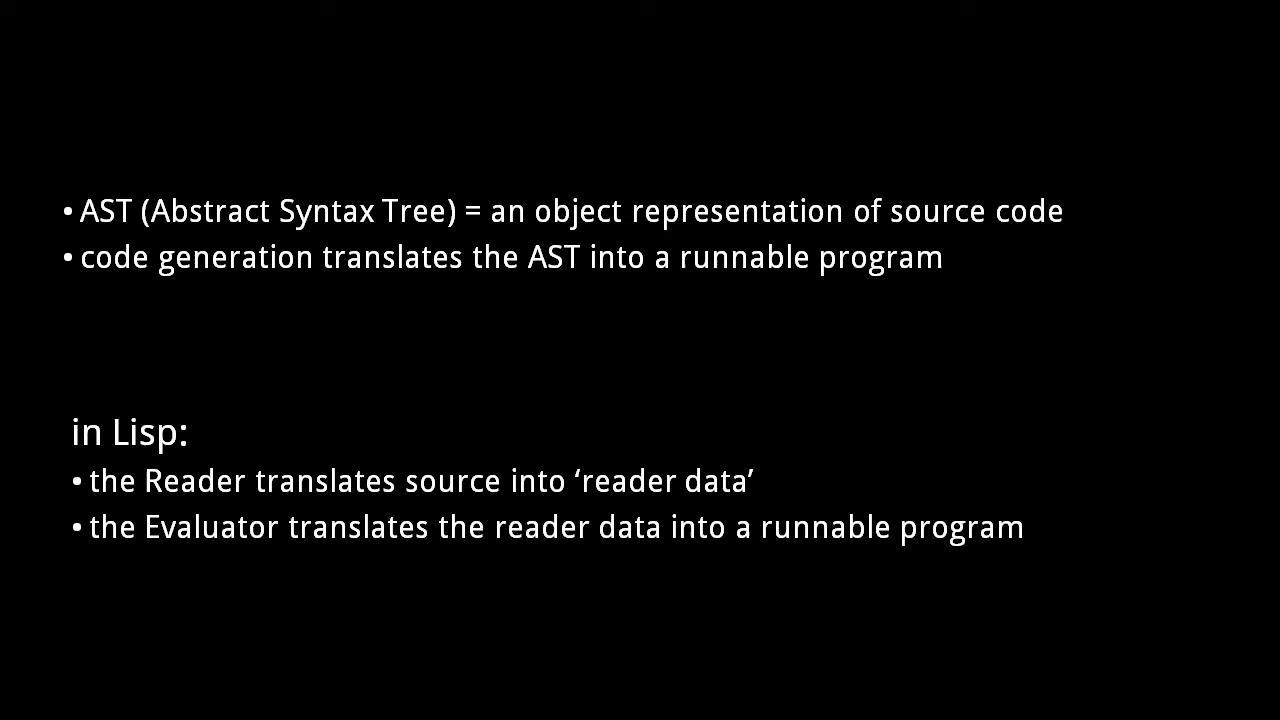 • AST (Abstract Syntax Tree) = an object representation of source code
• code generation translates the AST into a runnable program
in Lisp:
• the Reader translates source into ‘reader data’
• the Evaluator translates the reader data into a runnable program